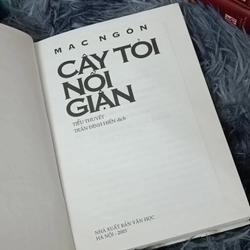 MẠC NGÔN
CÂY TỎI
NỔI
GIẬN
TIỂU THUYẾT
TRẦN ĐÌNH HIẾN dịch
NHÀ XUẤT BẢN VĂN HỌC
HÀ NỘI - 2003